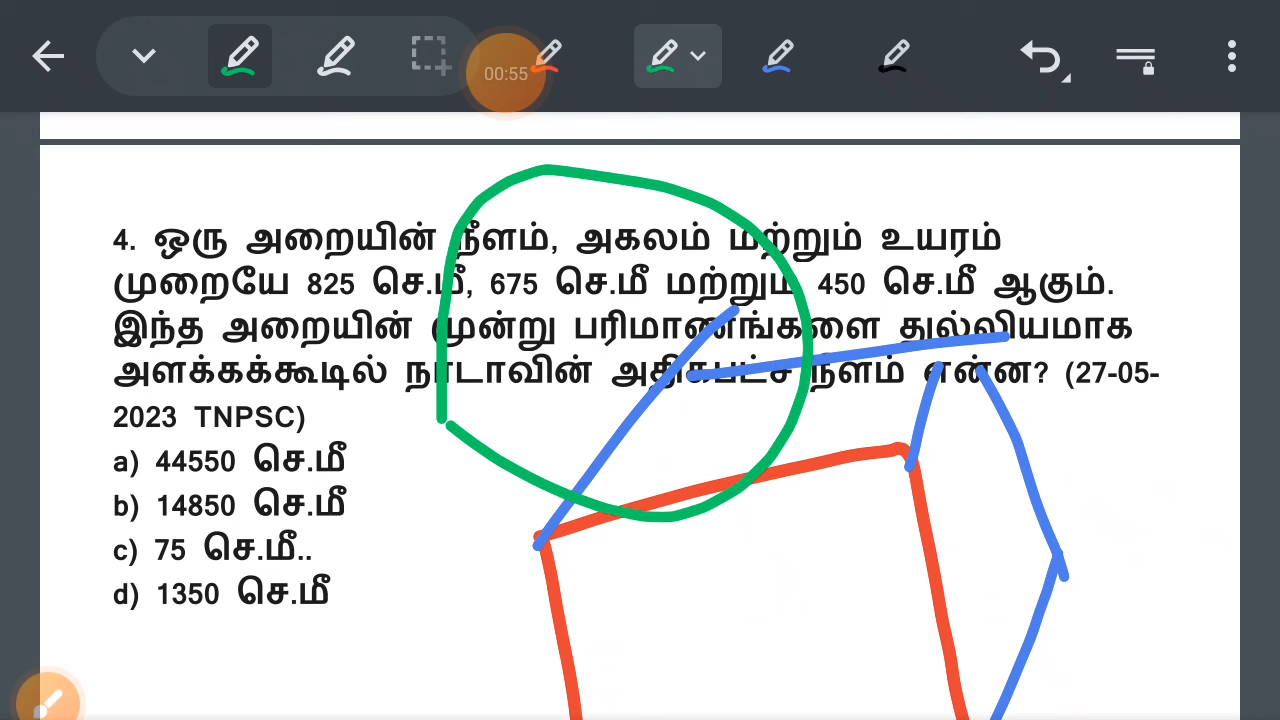 00:55
4. ஒரு அறையின் நீளம், அகலம் மற்றும் உயரம்
முறையே 825 செ.மீ, 675 செ.மீ மற்றும் 450 செ.மீ ஆகும்.
இந்த அறையின் மூன்று பரிமாணங்களை துல்லியமாக
அளக்கக்கூடில் நாடாவின் அதிகபட்ச நீளம் என்ன? (27-05-
2023 TNPSC)
a) 44550 செ.மீ
b) 14850 செ.மீ
c) 75 செ.மீ..
d) 1350 செ.மீ